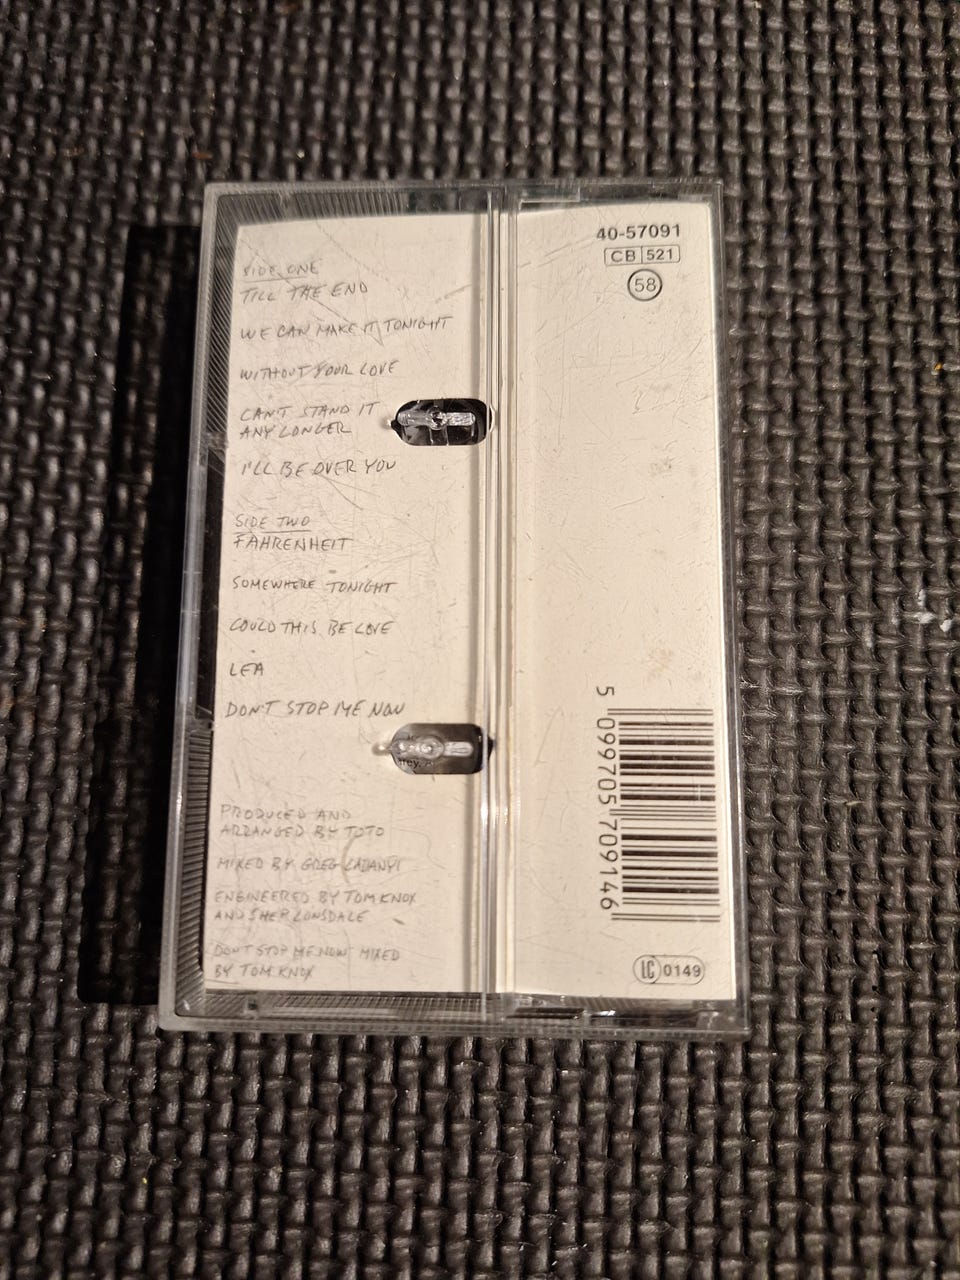 SIDE ONE
TILL THE END
WE CAN MAKE IT TONIGHT
WITHOUT YOUR LOVE
CAN'T STAND IT
ANY LONGER
I'LL BE OVER YOU
SIDE TWO
FAHRENHEIT
SOMEWHERE TONIGHT
COULD THIS BE LOVE
LEA
DON'T STOP ME NOW
PRODUCED AND
ARRANGED BY TOTO
MIXED BY GREG LADANYI
ENGINEERED BY TOM KNOX
AND SHEP LONSDALE
DON'T STOP ME NOW MIXED
BY TOM KNOX
40-57091
CB 521
58
5 099705 709146
LC 0149